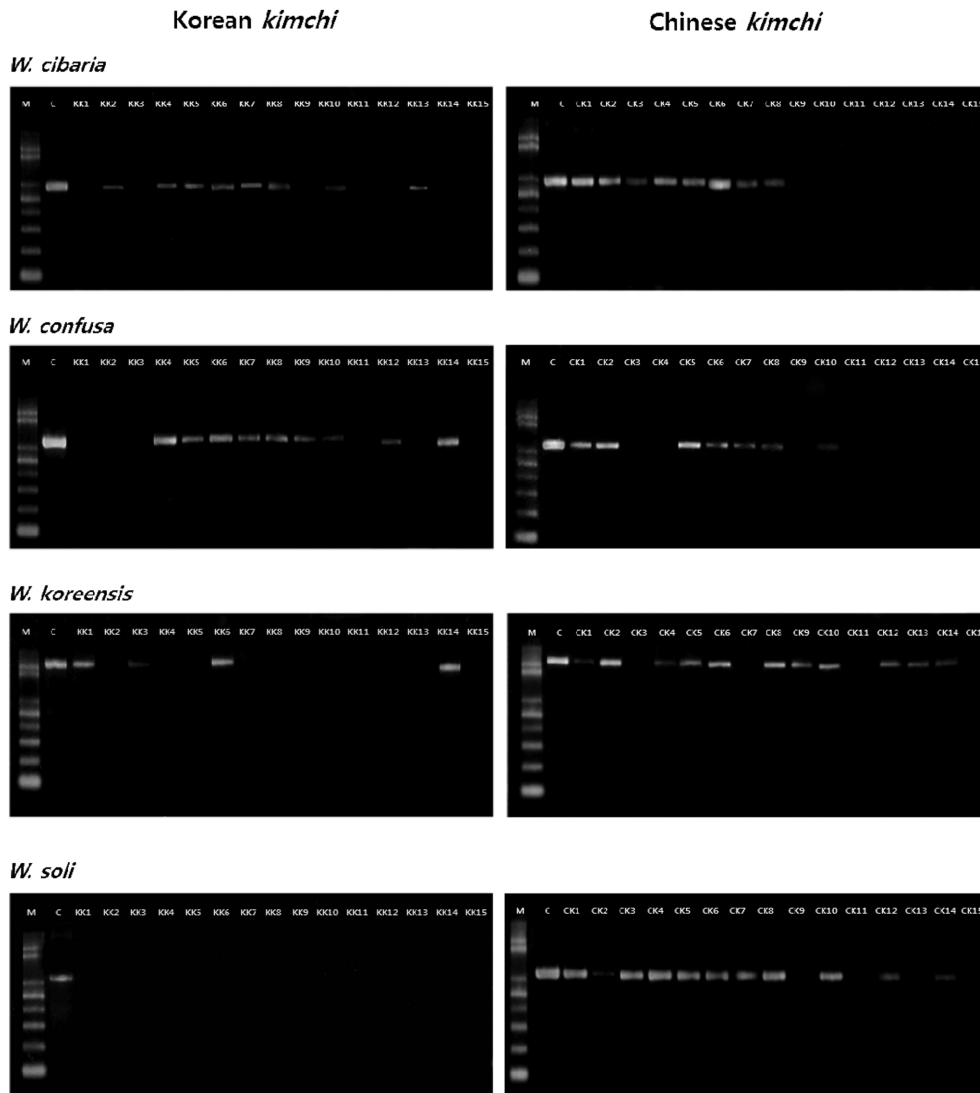 Korean kimchi
Chinese kimchi
W. cibaria
M C KK1 KK2 KK3 KK4 KK5 KK6 KK7 KK8 KK9 KK10 KK11 KK12 KK13 KK14 KK15
M C CK1 CK2 CK3 CK4 CK5 CK6 CK7 CK8 CK9 CK10 CK11 CK12 CK13 CK14 CK15
W. confusa
M C KK1 KK2 KK3 KK4 KK5 KK6 KK7 KK8 KK9 KK10 KK11 KK12 KK13 KK14 KK15
M C CK1 CK2 CK3 CK4 CK5 CK6 CK7 CK8 CK9 CK10 CK11 CK12 CK13 CK14 CK1
W. koreensis
M C KK1 KK2 KK3 KK4 KK5 KK6 KK7 KK8 KK9 KK10 KK11 KK12 KK13 KK14 KK15
M C CK1 CK2 CK3 CK4 CK5 CK6 CK7 CK8 CK9 CK10 CK11 CK12 CK13 CK14 CK1
W. soli
M C KK1 KK2 KK3 KK4 KK5 KK6 KK7 KK8 KK9 KK10 KK11 KK12 KK13 KK14 KK15
M C CK1 CK2 CK3 CK4 CK5 CK6 CK7 CK8 CK9 CK10 CK11 CK12 CK13 CK14 CK15